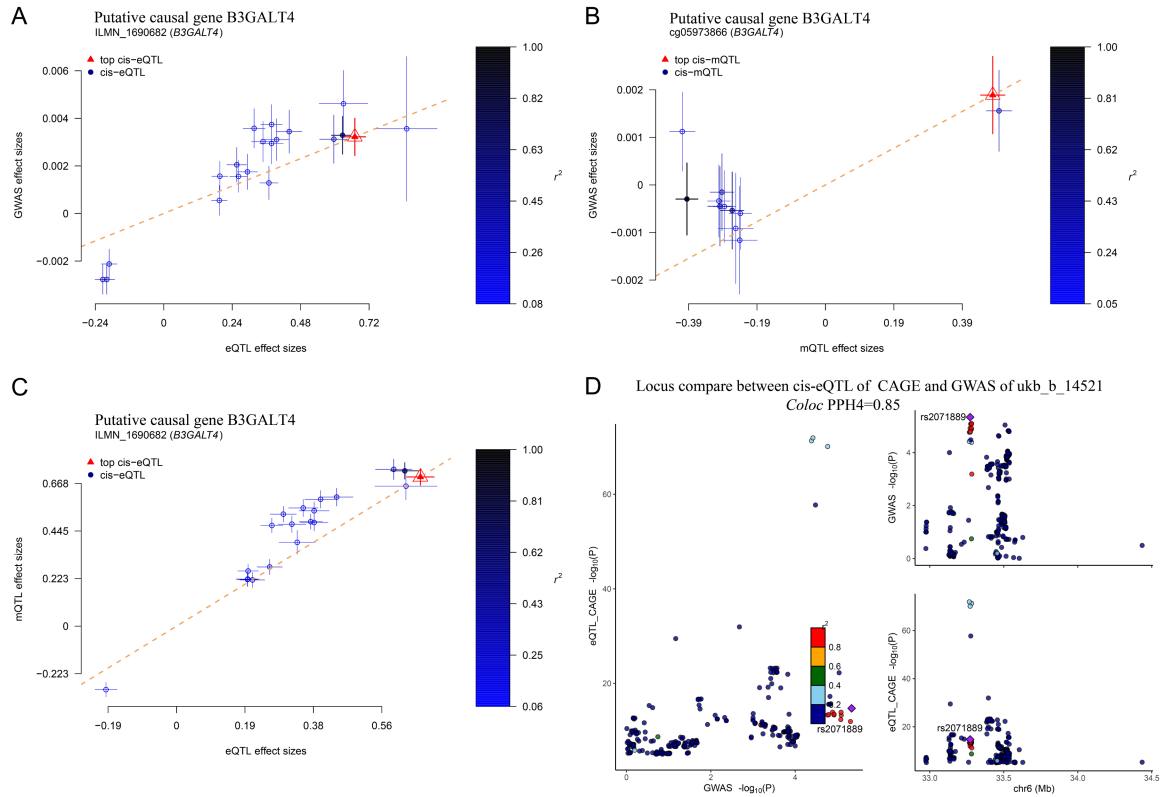 A
Putative causal gene B3GALT4
ILMN_1690682 (B3GALT4)
top cis−eQTL
cis−eQTL
GWAS effect sizes
0.006
0.004
0.002
0
−0.002
−0.24
0
0.24
0.48
0.72
eQTL effect sizes
1.00
0.82
0.63
0.45
0.26
0.08
r²
B
Putative causal gene B3GALT4
cg05973866 (B3GALT4)
top cis−mQTL
cis−mQTL
GWAS effect sizes
0.002
0.001
0
−0.001
−0.002
−0.39
−0.19
0
0.19
0.39
mQTL effect sizes
1.00
0.81
0.62
0.43
0.24
0.05
r²
C
Putative causal gene B3GALT4
ILMN_1690682 (B3GALT4)
top cis−eQTL
cis−eQTL
mQTL effect sizes
0.668
0.445
0.223
0
−0.223
−0.19
0
0.19
0.38
0.56
eQTL effect sizes
1.00
0.81
0.62
0.43
0.25
0.06
r²
D
Locus compare between cis-eQTL of CAGE and GWAS of ukb_b_14521
Coloc PPH4=0.85
eQTL_CAGE -log10(P)
60
40
20
0
0
2
4
GWAS -log10(P)
r²
0.8
0.6
0.4
0.2
rs2071889
rs2071889
GWAS -log10(P)
4
2
0
rs2071889
eQTL_CAGE -log10(P)
60
40
20
33.0
33.5
34.0
34.5
chr6 (Mb)